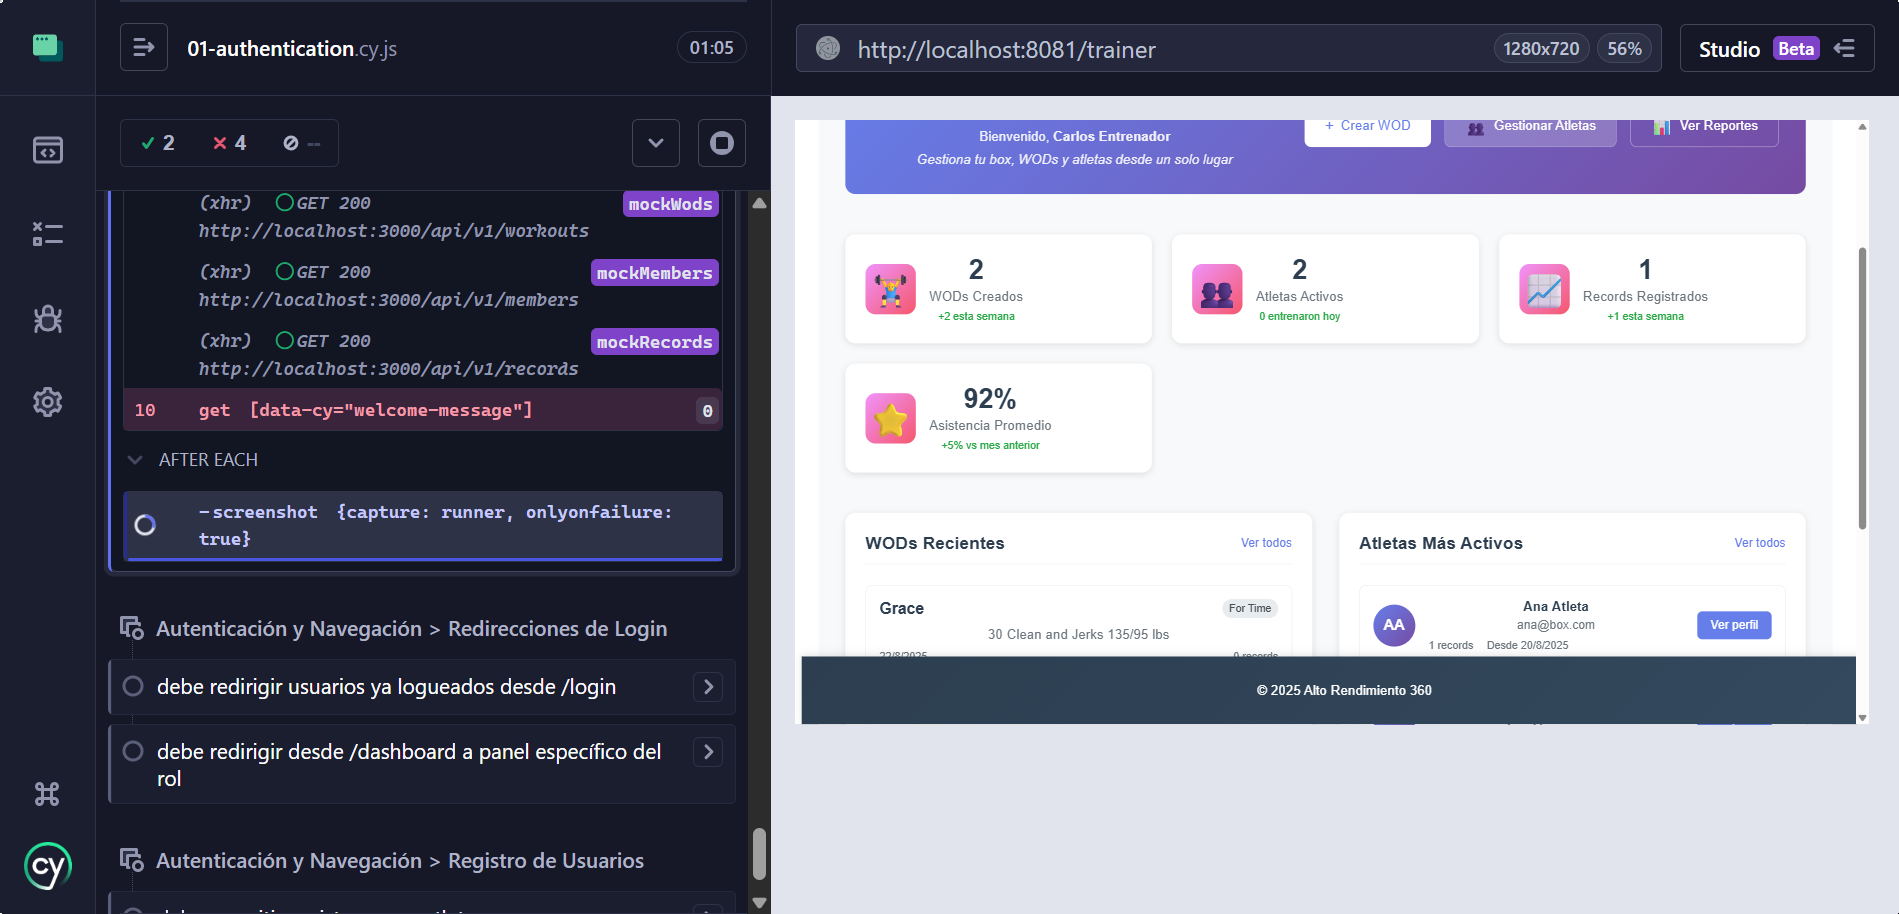 01-authentication.cy.js
01:05
2
4
--
(xhr) GET 200 mockWods
http://localhost:3000/api/v1/workouts
(xhr) GET 200 mockMembers
http://localhost:3000/api/v1/members
(xhr) GET 200 mockRecords
http://localhost:3000/api/v1/records
10 get [data-cy="welcome-message"] 0
AFTER EACH
-screenshot {capture: runner, onlyonfailure:
true}
Autenticación y Navegación > Redirecciones de Login
debe redirigir usuarios ya logueados desde /login
debe redirigir desde /dashboard a panel específico del
rol
Autenticación y Navegación > Registro de Usuarios
cy
http://localhost:8081/trainer
1280x720
56%
Studio Beta
Bienvenido, Carlos Entrenador
Gestiona tu box, WODs y atletas desde un solo lugar
+ Crear WOD
Gestionar Atletas
Ver Reportes
2
WODs Creados
+2 esta semana
2
Atletas Activos
0 entrenaron hoy
1
Records Registrados
+1 esta semana
92%
Asistencia Promedio
+5% vs mes anterior
WODs Recientes
Ver todos
Grace
For Time
30 Clean and Jerks 135/95 lbs
22/8/2025
0 records
Atletas Más Activos
Ver todos
AA
Ana Atleta
ana@box.com
1 records Desde 20/8/2025
Ver perfil
© 2025 Alto Rendimiento 360